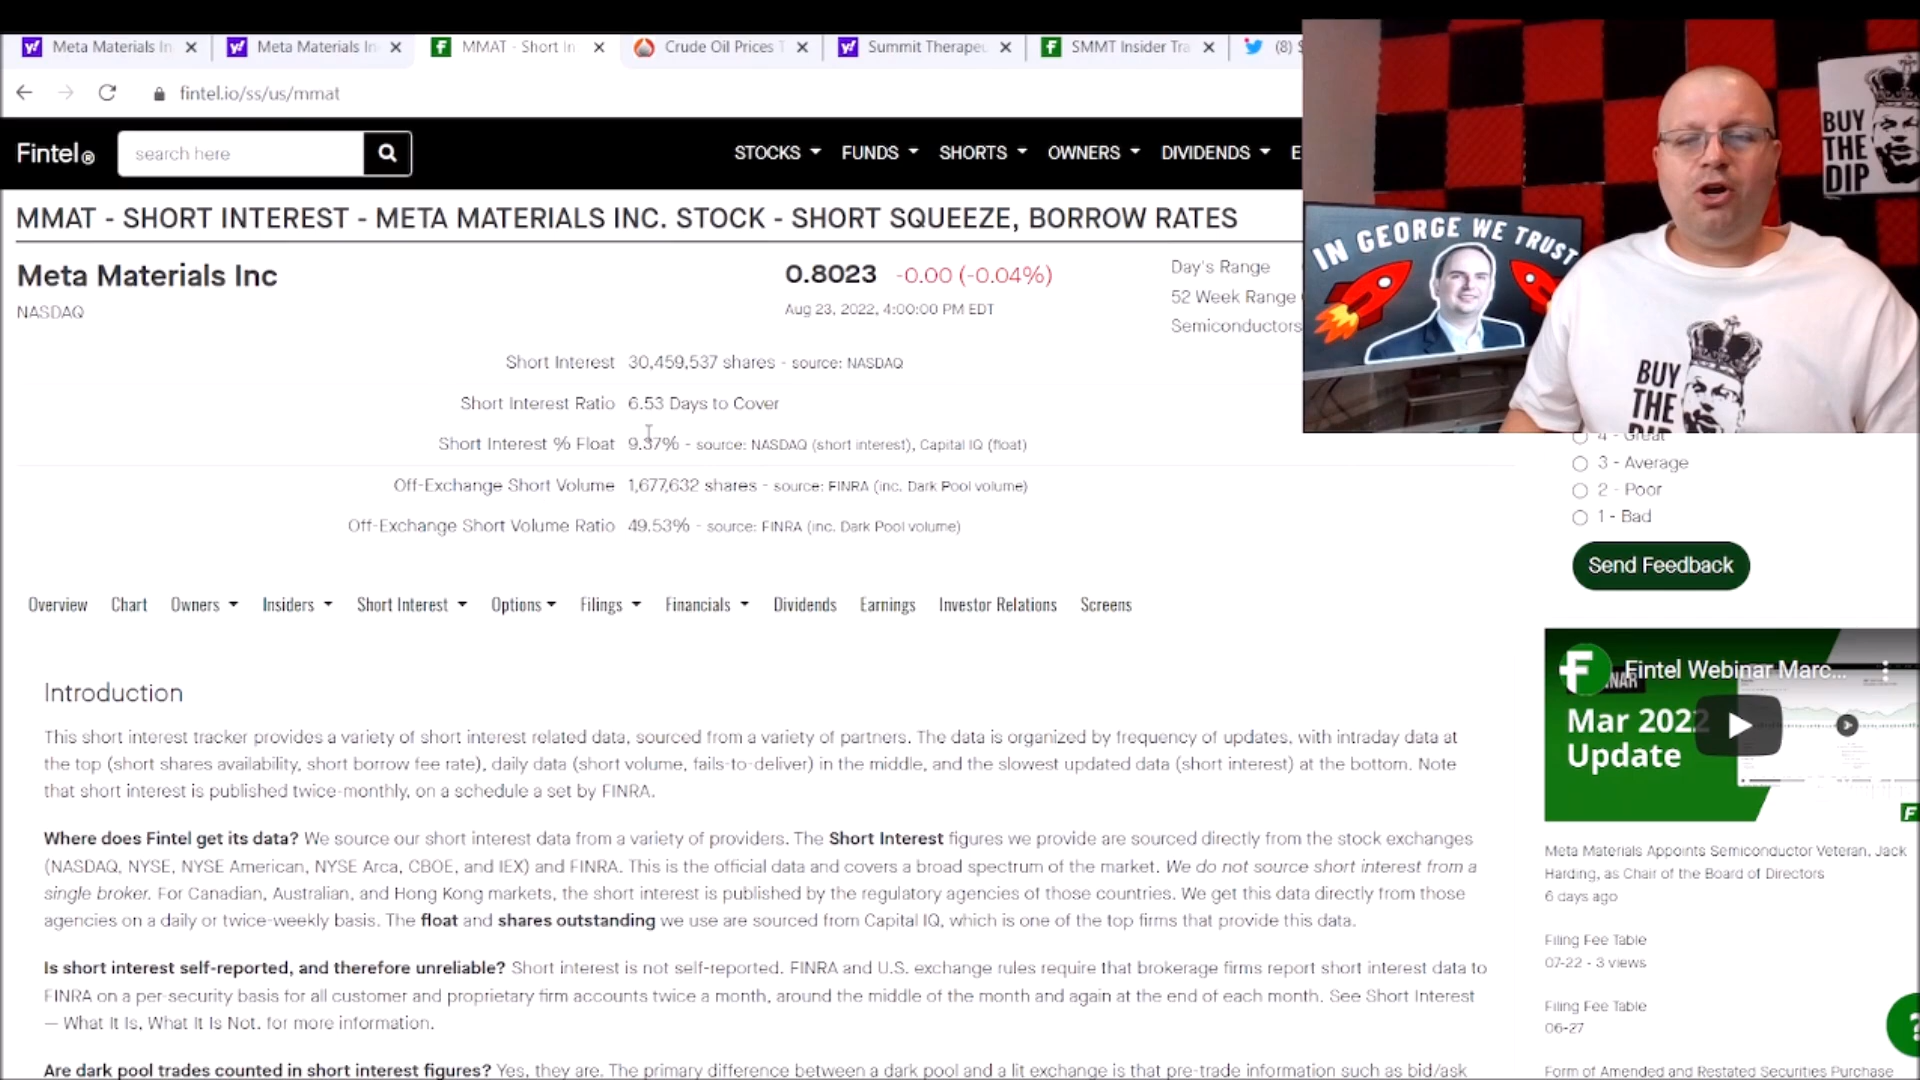 Meta Materials In
Meta Materials In
MMAT - Short In
Crude Oil Prices T
Summit Therapeu
SMMT Insider Tra
(8)
fintel.io/ss/us/mmat
Fintel®
search here
STOCKS FUNDS SHORTS OWNERS DIVIDENDS E
MMAT - SHORT INTEREST - META MATERIALS INC. STOCK - SHORT SQUEEZE, BORROW RATES
Meta Materials Inc
NASDAQ
0.8023 -0.00 (-0.04%)
Aug 23, 2022, 4:00:00 PM EDT
Day's Range
52 Week Range
Semiconductors
IN GEORGE WE TRUST
BUY
THE
DIP
BUY
THE
DIP
Short Interest 30,459,537 shares - source: NASDAQ
Short Interest Ratio 6.53 Days to Cover
Short Interest % Float 9.37% - source: NASDAQ (short interest), Capital IQ (float)
Off-Exchange Short Volume 1,677,632 shares - source: FINRA (inc. Dark Pool volume)
Off-Exchange Short Volume Ratio 49.53% - source: FINRA (inc. Dark Pool volume)
4 - Great
3 - Average
2 - Poor
1 - Bad
Send Feedback
Overview Chart Owners Insiders Short Interest Options Filings Financials Dividends Earnings Investor Relations Screens
Introduction
This short interest tracker provides a variety of short interest related data, sourced from a variety of partners. The data is organized by frequency of updates, with intraday data at
the top (short shares availability, short borrow fee rate), daily data (short volume, fails-to-deliver) in the middle, and the slowest updated data (short interest) at the bottom. Note
that short interest is published twice-monthly, on a schedule a set by FINRA.
Where does Fintel get its data? We source our short interest data from a variety of providers. The Short Interest figures we provide are sourced directly from the stock exchanges
(NASDAQ, NYSE, NYSE American, NYSE Arca, CBOE, and IEX) and FINRA. This is the official data and covers a broad spectrum of the market. We do not source short interest from a
single broker. For Canadian, Australian, and Hong Kong markets, the short interest is published by the regulatory agencies of those countries. We get this data directly from those
agencies on a daily or twice-weekly basis. The float and shares outstanding we use are sourced from Capital IQ, which is one of the top firms that provide this data.
Is short interest self-reported, and therefore unreliable? Short interest is not self-reported. FINRA and U.S. exchange rules require that brokerage firms report short interest data to
FINRA on a per-security basis for all customer and proprietary firm accounts twice a month, around the middle of the month and again at the end of each month. See Short Interest
— What It Is, What It Is Not. for more information.
Are dark pool trades counted in short interest figures? Yes, they are. The primary difference between a dark pool and a lit exchange is that pre-trade information such as bid/ask
Fintel Webinar Marc...
Mar 2022
Update
Meta Materials Appoints Semiconductor Veteran, Jack
Harding, as Chair of the Board of Directors
6 days ago
Filing Fee Table
07-22 - 3 views
Filing Fee Table
06-27
Form of Amended and Restated Securities Purchase
?